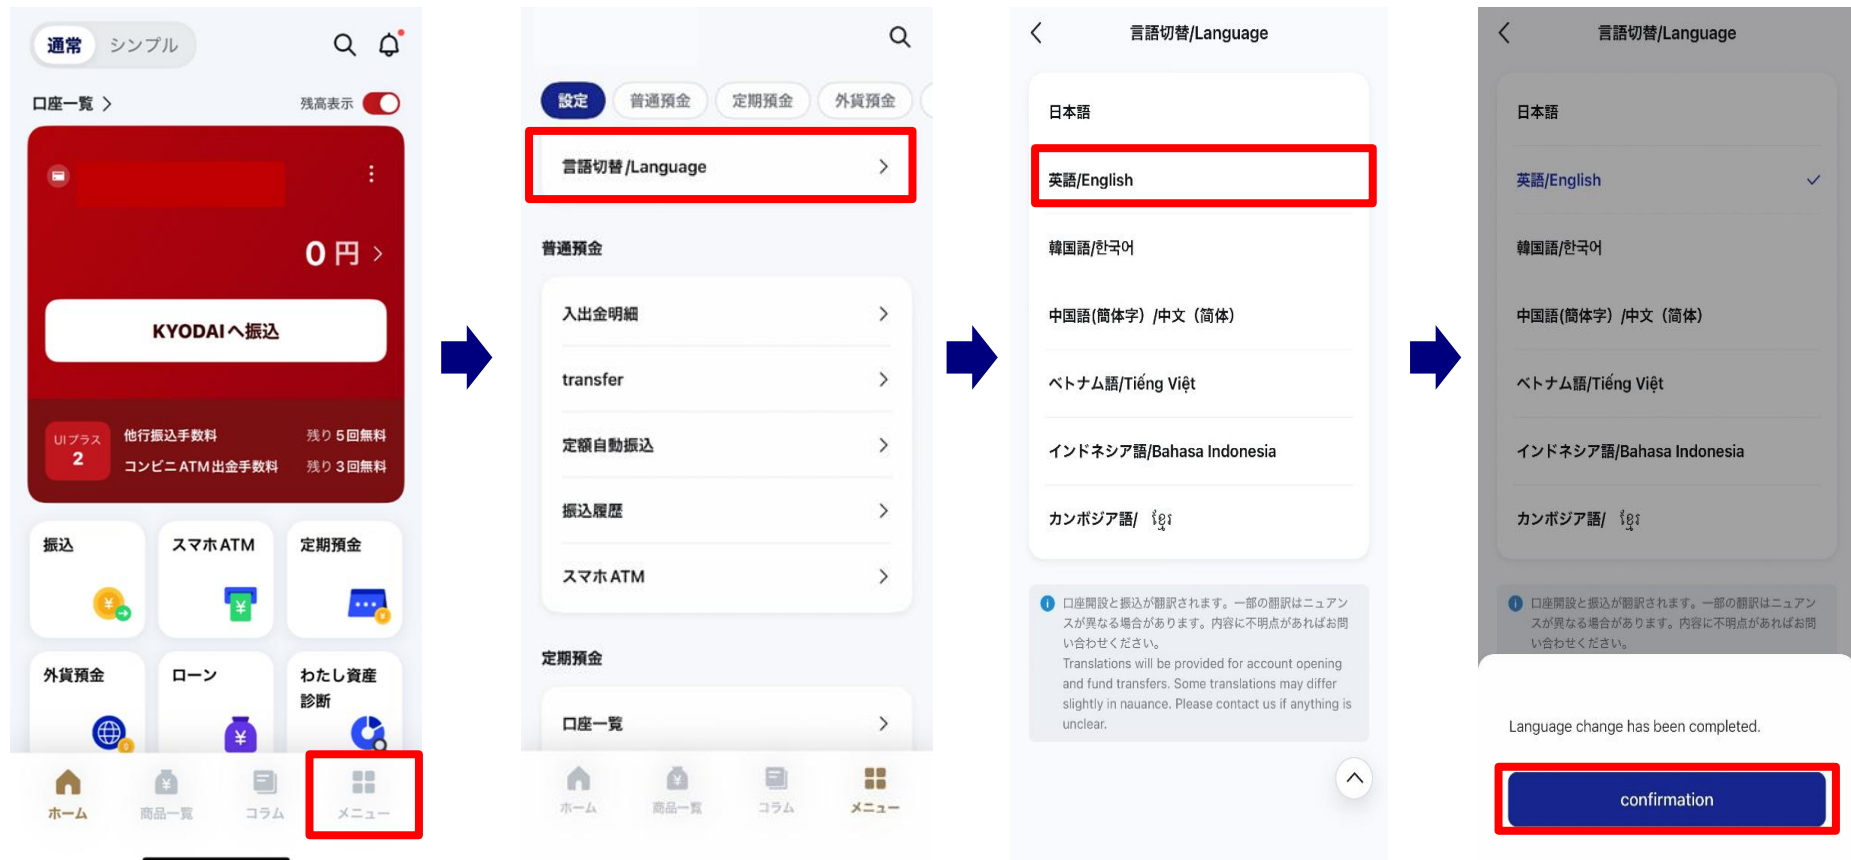 通常 シンプル
口座一覧
残高表示
0 円
KYODAIへ振込
UIプラス
2
他行振込手数料 残り 5回無料
コンビニATM出金手数料 残り 3回無料
振込
スマホATM
定期預金
外貨預金
ローン
わたし資産
診断
ホーム
商品一覧
コラム
メニュー
設定 普通預金 定期預金 外貨預金
言語切替/Language
普通預金
入出金明細
transfer
定額自動振込
振込履歴
スマホATM
定期預金
口座一覧
ホーム
商品一覧
コラム
メニュー
言語切替/Language
日本語
英語/English
韓国語/한국어
中国語(簡体字）/中文（简体）
ベトナム語/Tiếng Việt
インドネシア語/Bahasa Indonesia
カンボジア語/ ខ្មែរ
口座開設と振込が翻訳されます。一部の翻訳はニュアン
スが異なる場合があります。内容に不明点があればお問
い合わせください。
Translations will be provided for account opening
and fund transfers. Some translations may differ
slightly in nauance. Please contact us if anything is
unclear.
言語切替/Language
日本語
英語/English
韓国語/한국어
中国語(簡体字）/中文（简体）
ベトナム語/Tiếng Việt
インドネシア語/Bahasa Indonesia
カンボジア語/ ខ្មែរ
口座開設と振込が翻訳されます。一部の翻訳はニュアン
スが異なる場合があります。内容に不明点があればお問
い合わせください。
Language change has been completed.
confirmation